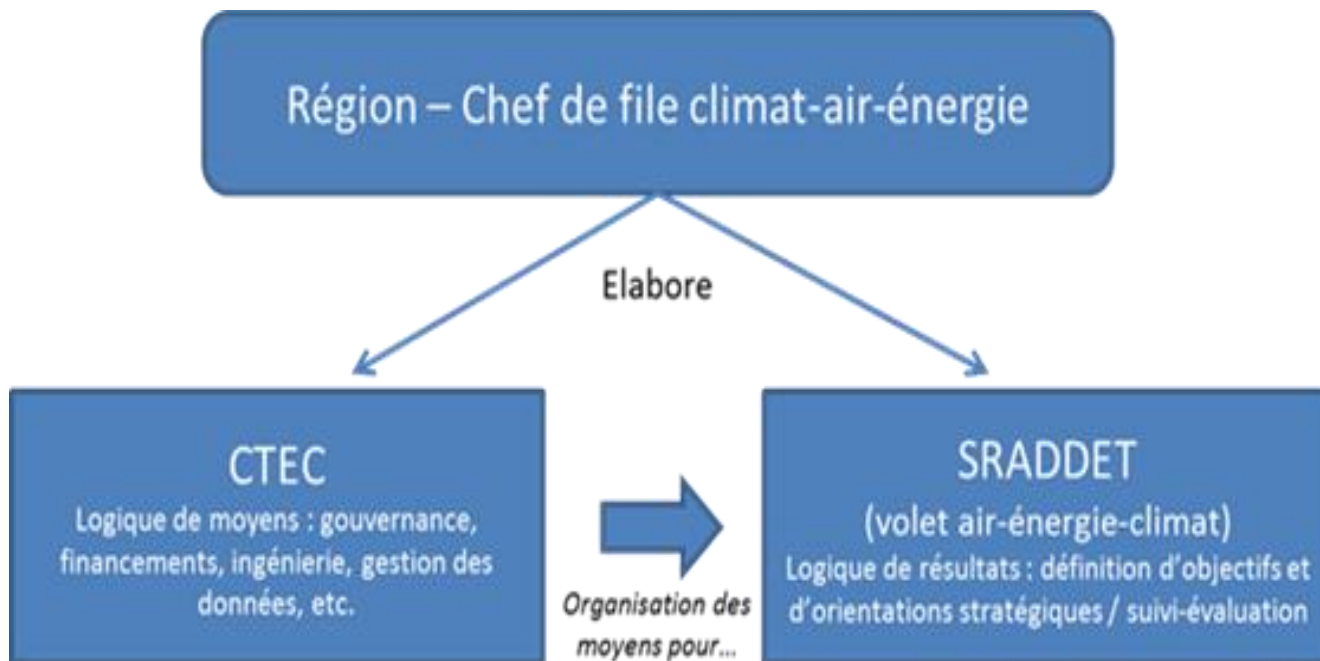 Région – Chef de file climat-air-énergie
Elabore
CTEC
Logique de moyens : gouvernance,
financements, ingénierie, gestion des
données, etc.
Organisation des
moyens pour...
SRADDET
(volet air-énergie-climat)
Logique de résultats : définition d'objectifs et
d'orientations stratégiques / suivi-évaluation